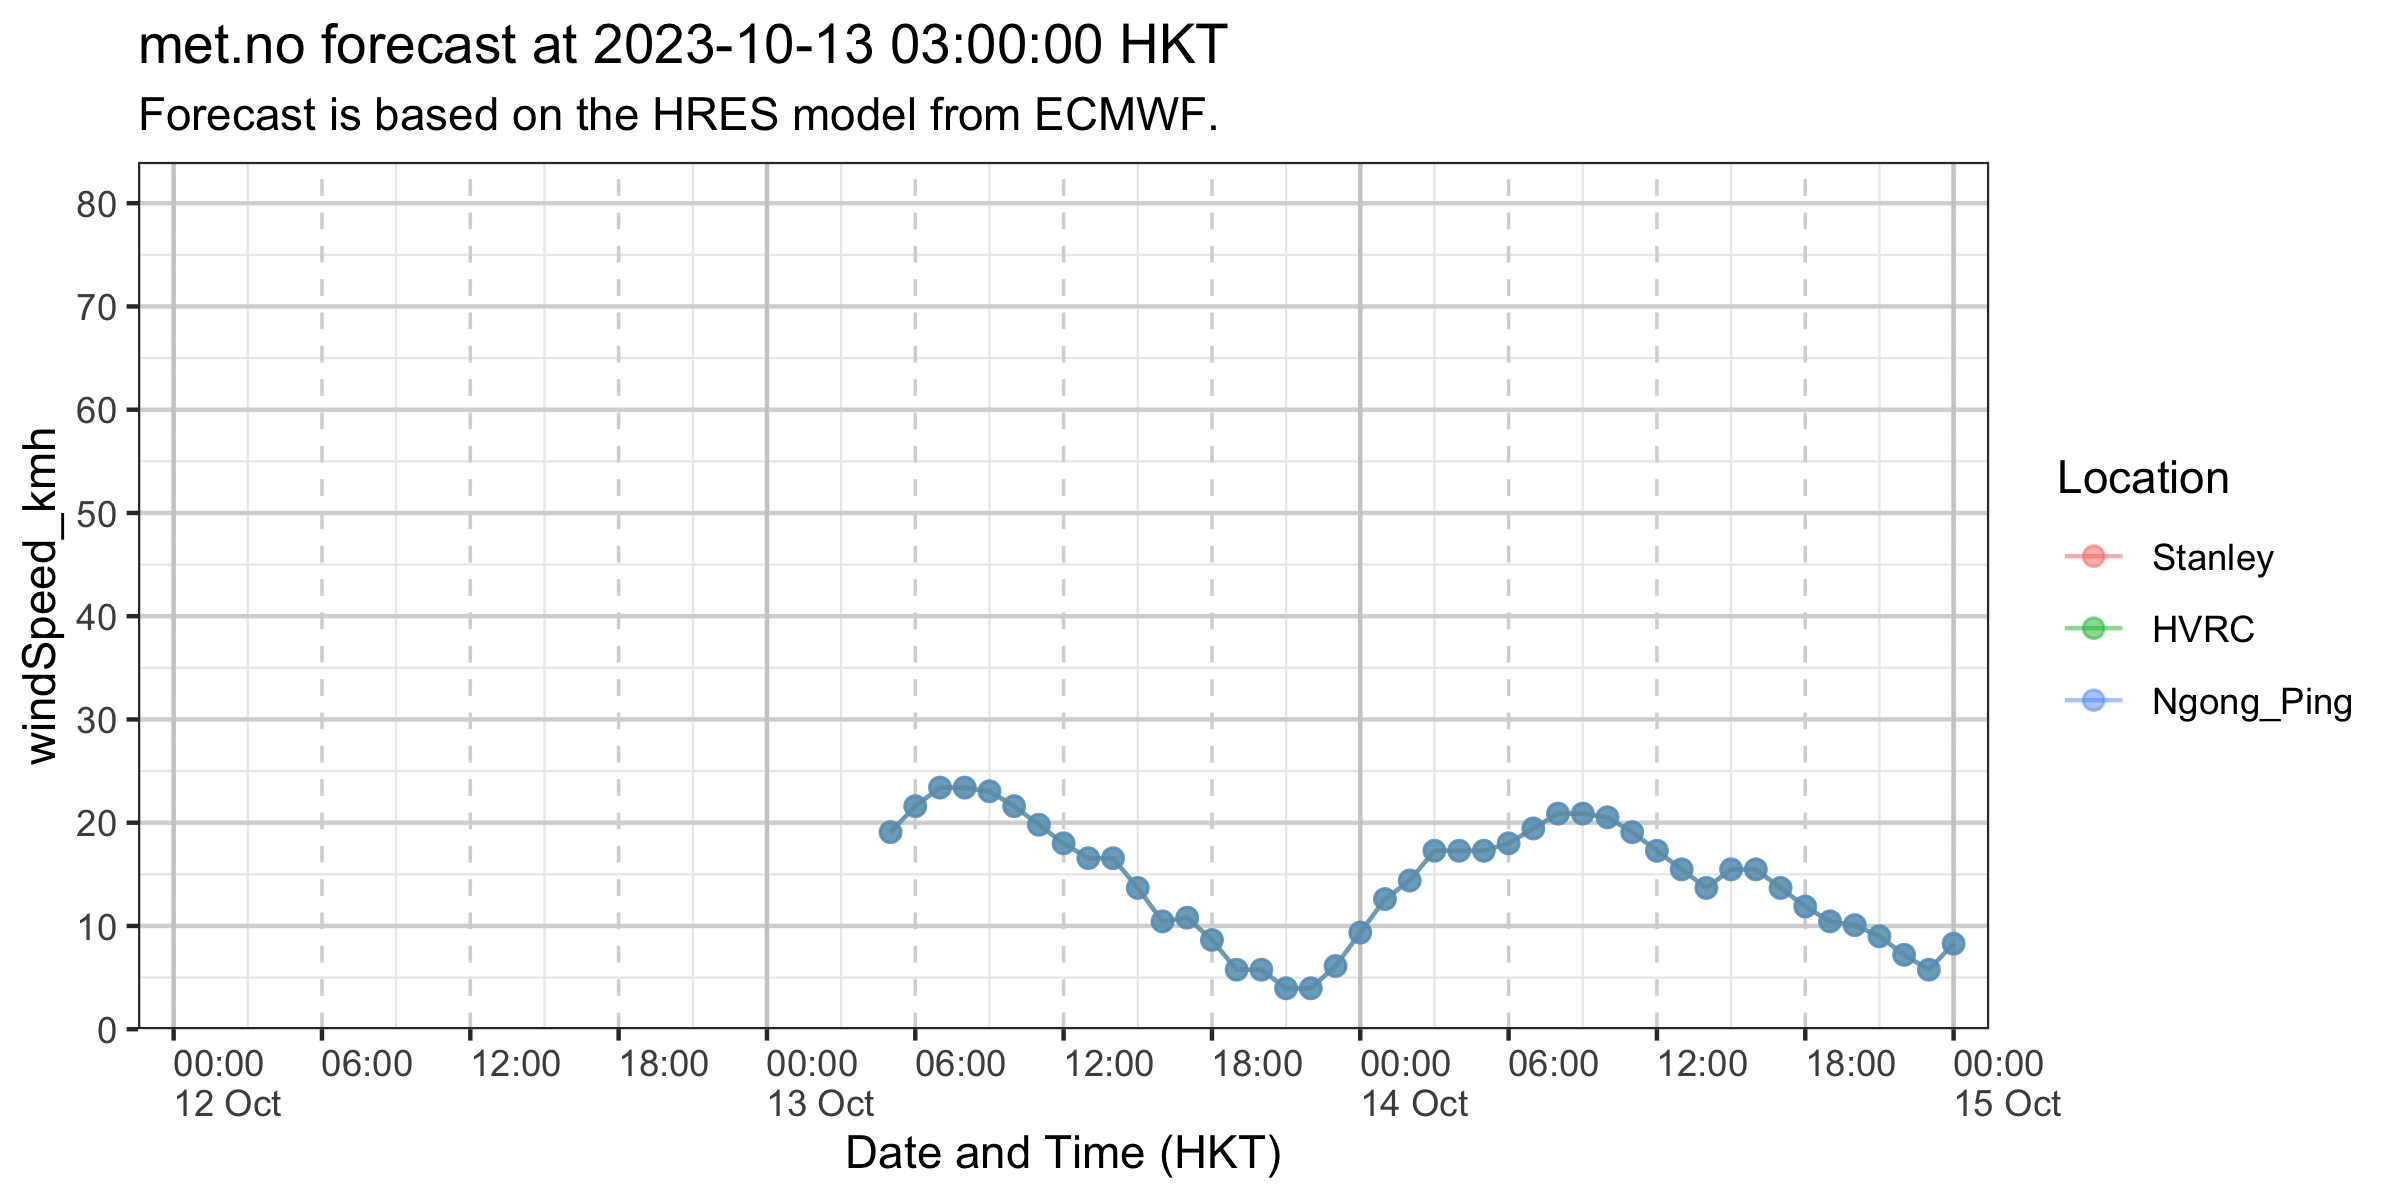 met.no forecast at 2023-10-13 03:00:00 HKT
Forecast is based on the HRES model from ECMWF.
windSpeed_kmh
80
70
60
50
40
30
20
10
0
00:00 06:00 12:00 18:00 00:00 06:00 12:00 18:00 00:00 06:00 12:00 18:00 00:00
12 Oct 13 Oct 14 Oct 15 Oct
Date and Time (HKT)
Location
Stanley
HVRC
Ngong_Ping